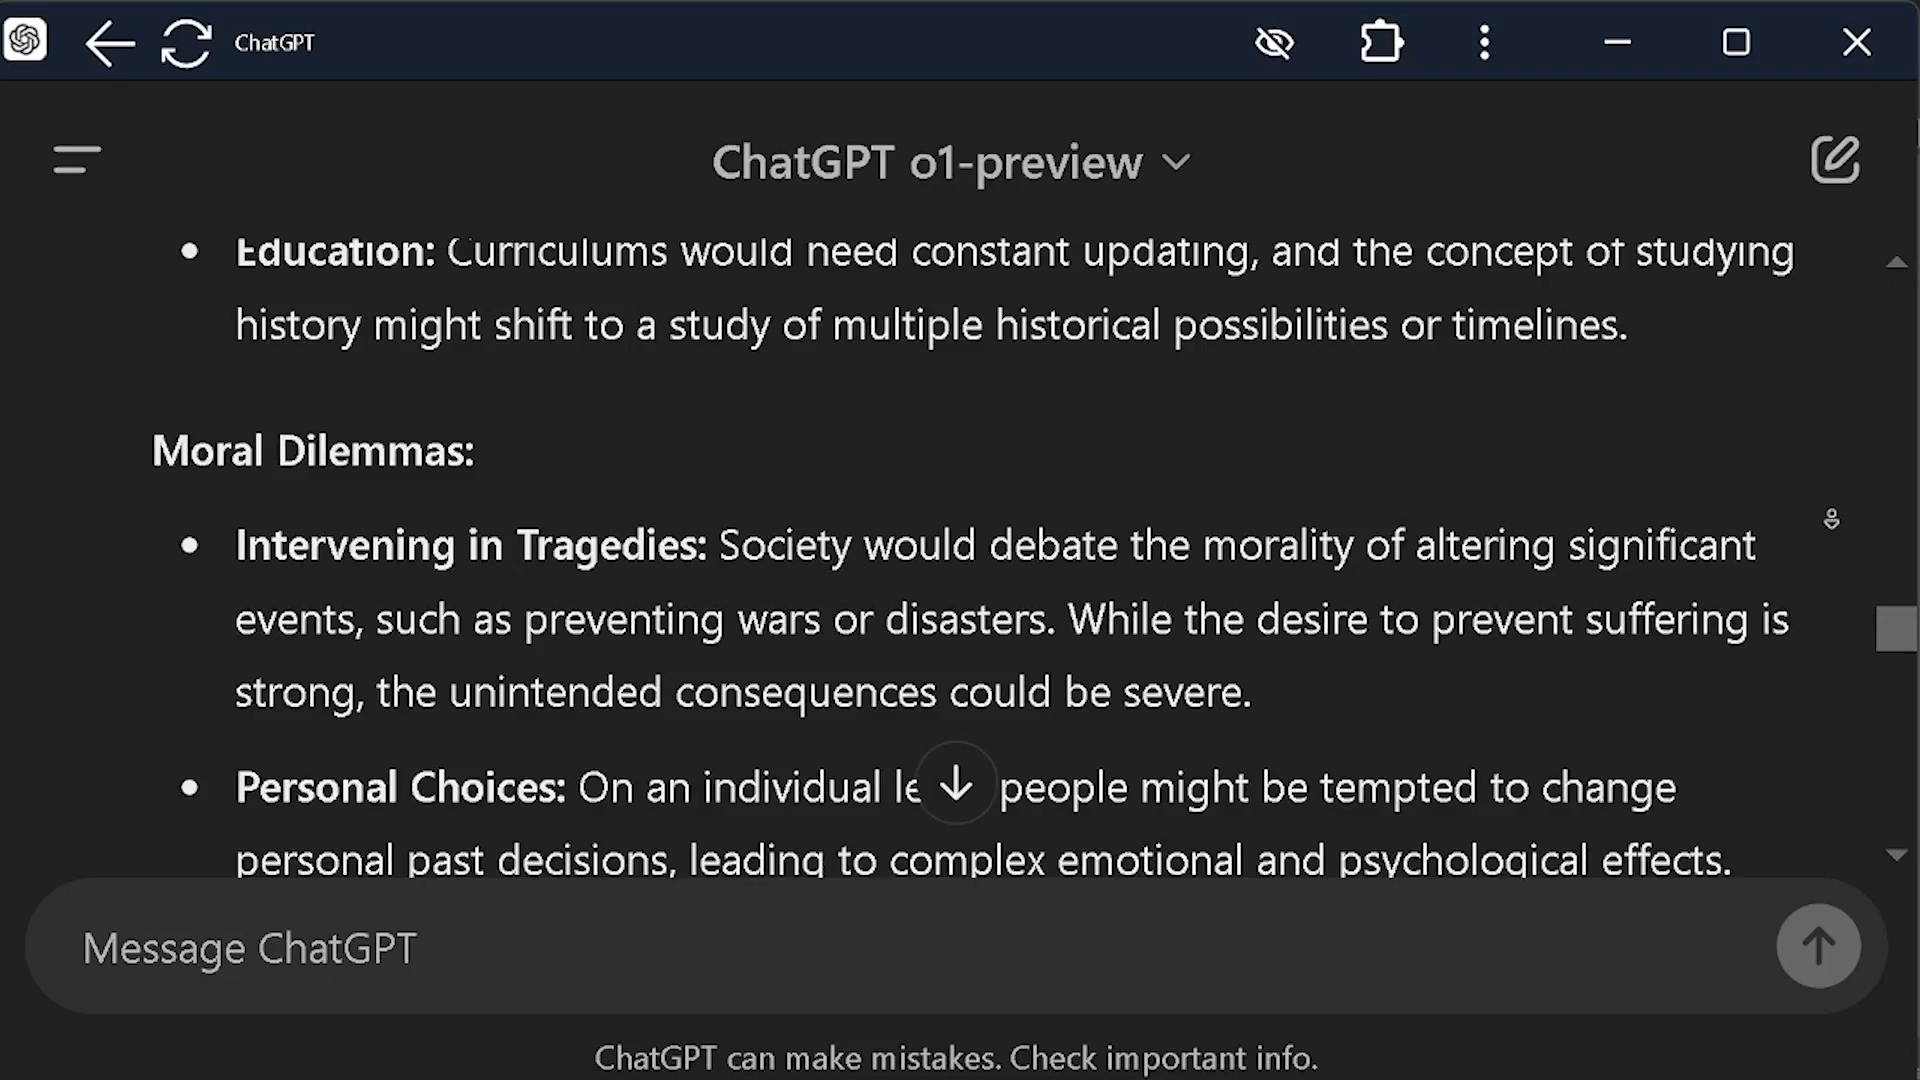 ChatGPT
ChatGPT o1-preview
Education: Curriculums would need constant updating, and the concept of studying
history might shift to a study of multiple historical possibilities or timelines.
Moral Dilemmas:
Intervening in Tragedies: Society would debate the morality of altering significant
events, such as preventing wars or disasters. While the desire to prevent suffering is
strong, the unintended consequences could be severe.
Personal Choices: On an individual le people might be tempted to change
personal past decisions, leading to complex emotional and psychological effects.
Message ChatGPT
ChatGPT can make mistakes. Check important info.